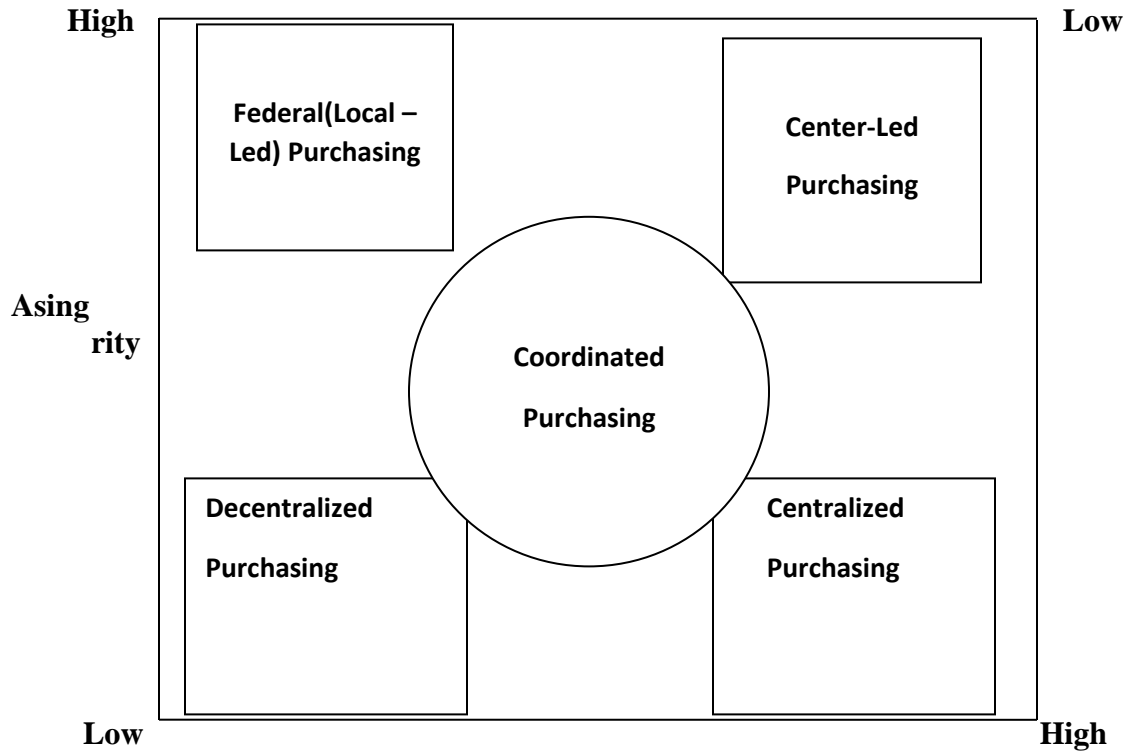 High
Low
Federal(Local –
Led) Purchasing
Center-Led
Purchasing
Asing
rity
Coordinated
Purchasing
Decentralized
Purchasing
Centralized
Purchasing
Low
High